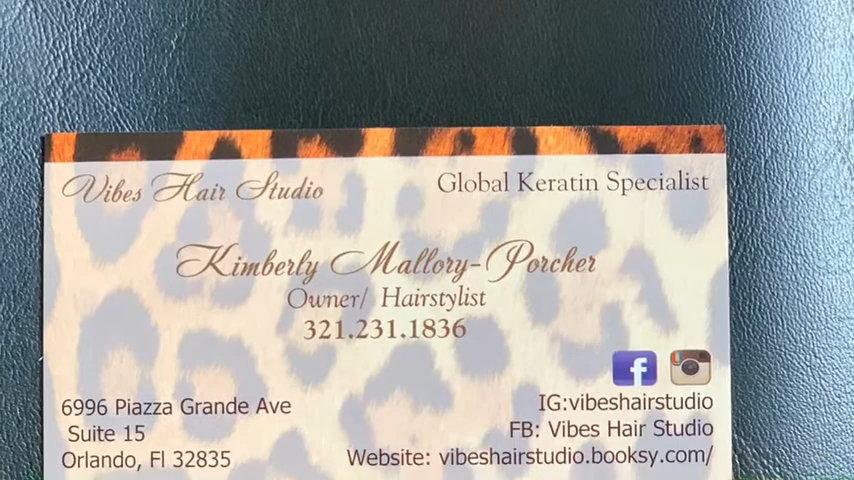 Vibes Hair Studio
Global Keratin Specialist
Kimberly Mallory-Porcher
Owner/ Hairstylist
321.231.1836
6996 Piazza Grande Ave
Suite 15
Orlando, Fl 32835
IG:vibeshairstudio
FB: Vibes Hair Studio
Website: vibeshairstudio.booksy.com/